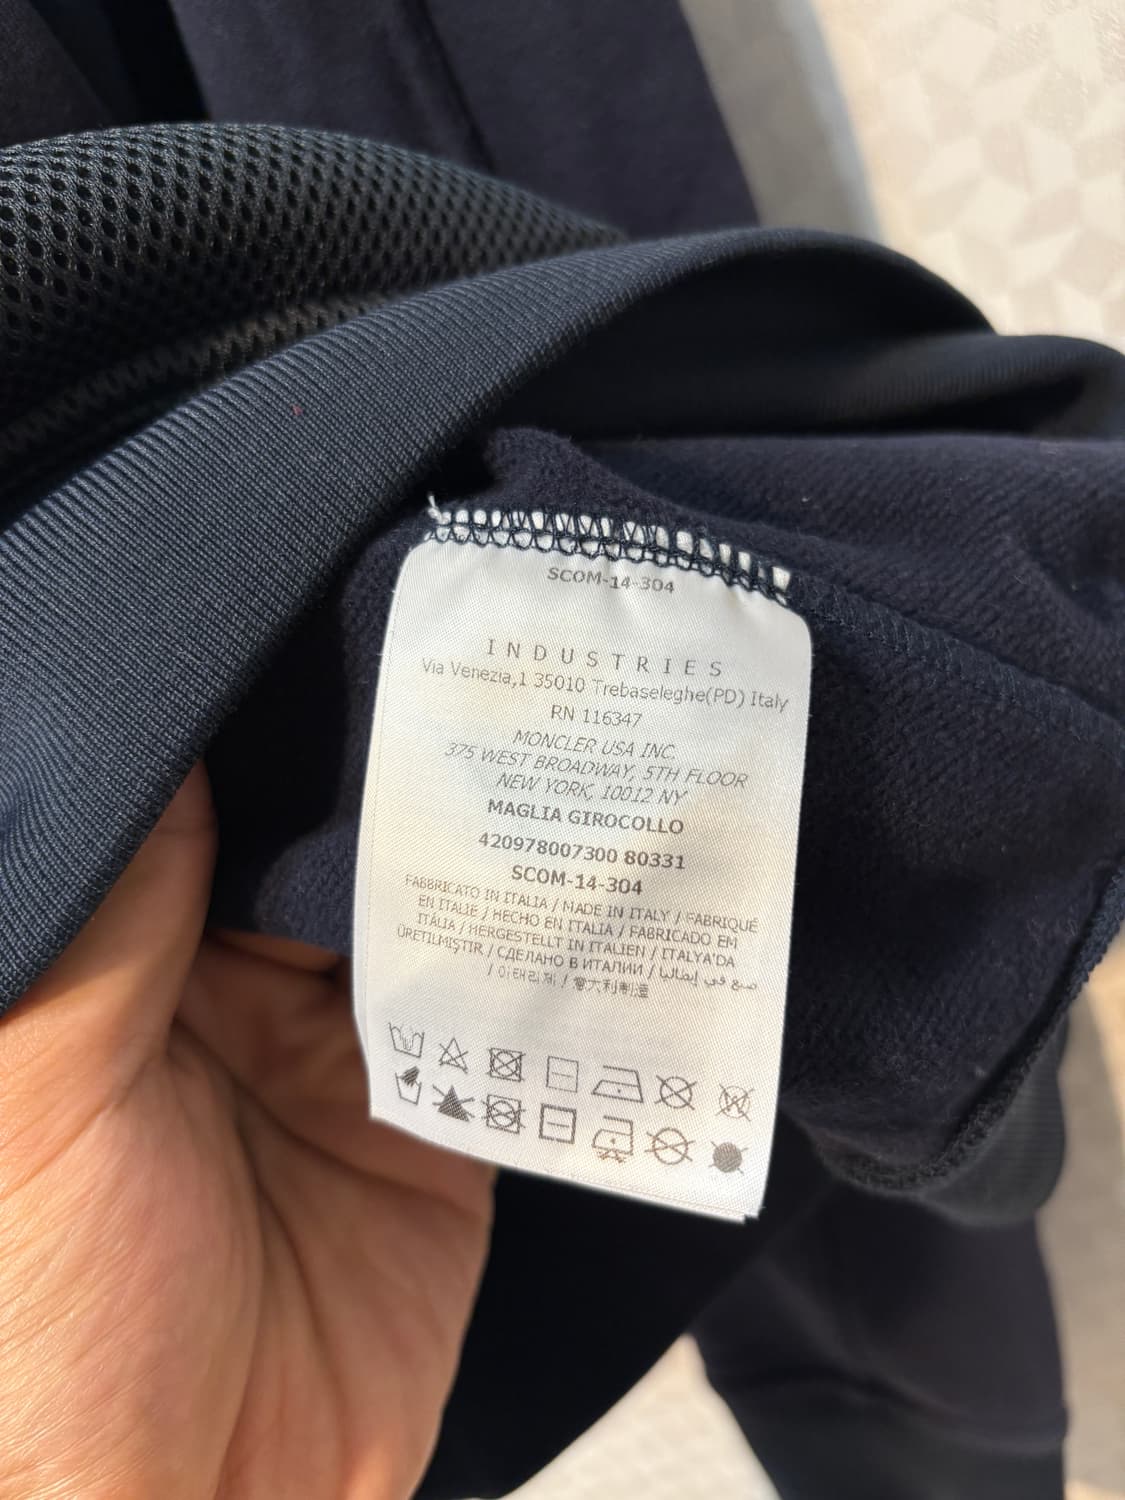 SCOM-14-304
INDUSTRIES
Via Venezia,1 35010 Trebaseleghe(PD) Italy
RN 116347
MONCLER USA INC.
375 WEST BROADWAY, 5TH FLOOR
NEW YORK, 10012 NY
MAGLIA GIROCOLLO
420978007300 80331
SCOM-14-304
FABBRICATO IN ITALIA / MADE IN ITALY / FABRIQUÉ
EN ITALIE / HECHO EN ITALIA / FABRICADO EM
ITÁLIA / HERGESTELLT IN ITALIEN / ITALYA'DA
ÜRETILMIŞTIR / СДЕЛАНО В ИТАЛИИ / صنع في إيطاليا
/ 이태리제 / 意大利制造